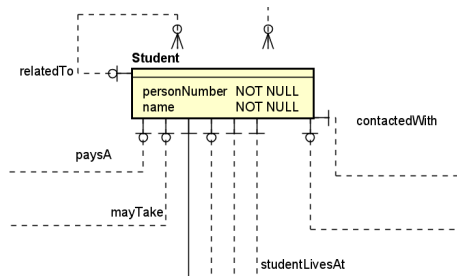 Student
relatedTo
personNumber NOT NULL
name NOT NULL
contactedWith
paysA
mayTake
studentLivesAt